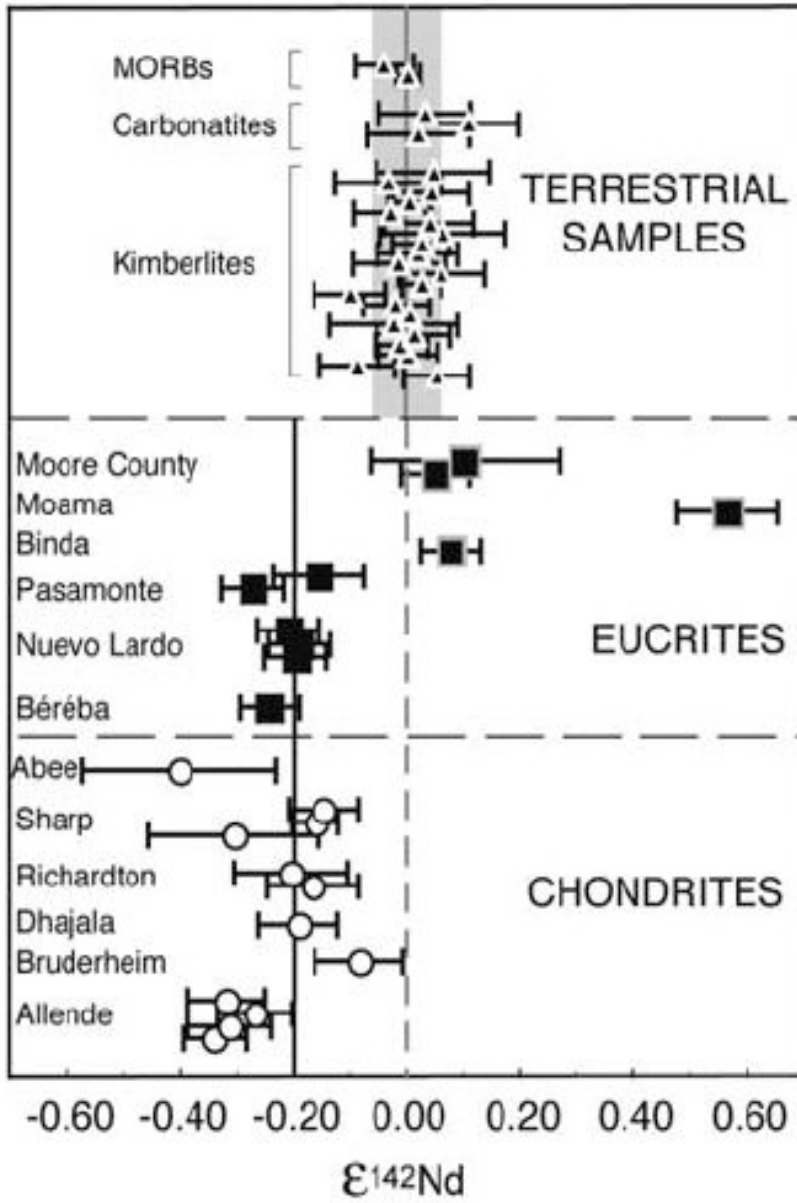 MORBs
Carbonatites
TERRESTRIAL
SAMPLES
Kimberlites
Moore County
Moama
Binda
Pasamonte
Nuevo Lardo
EUCRITES
Béréba
Abee
Sharp
Richardton
CHONDRITES
Dhajala
Bruderheim
Allende
-0.60 -0.40 -0.20 0.00 0.20 0.40 0.60
ε142Nd